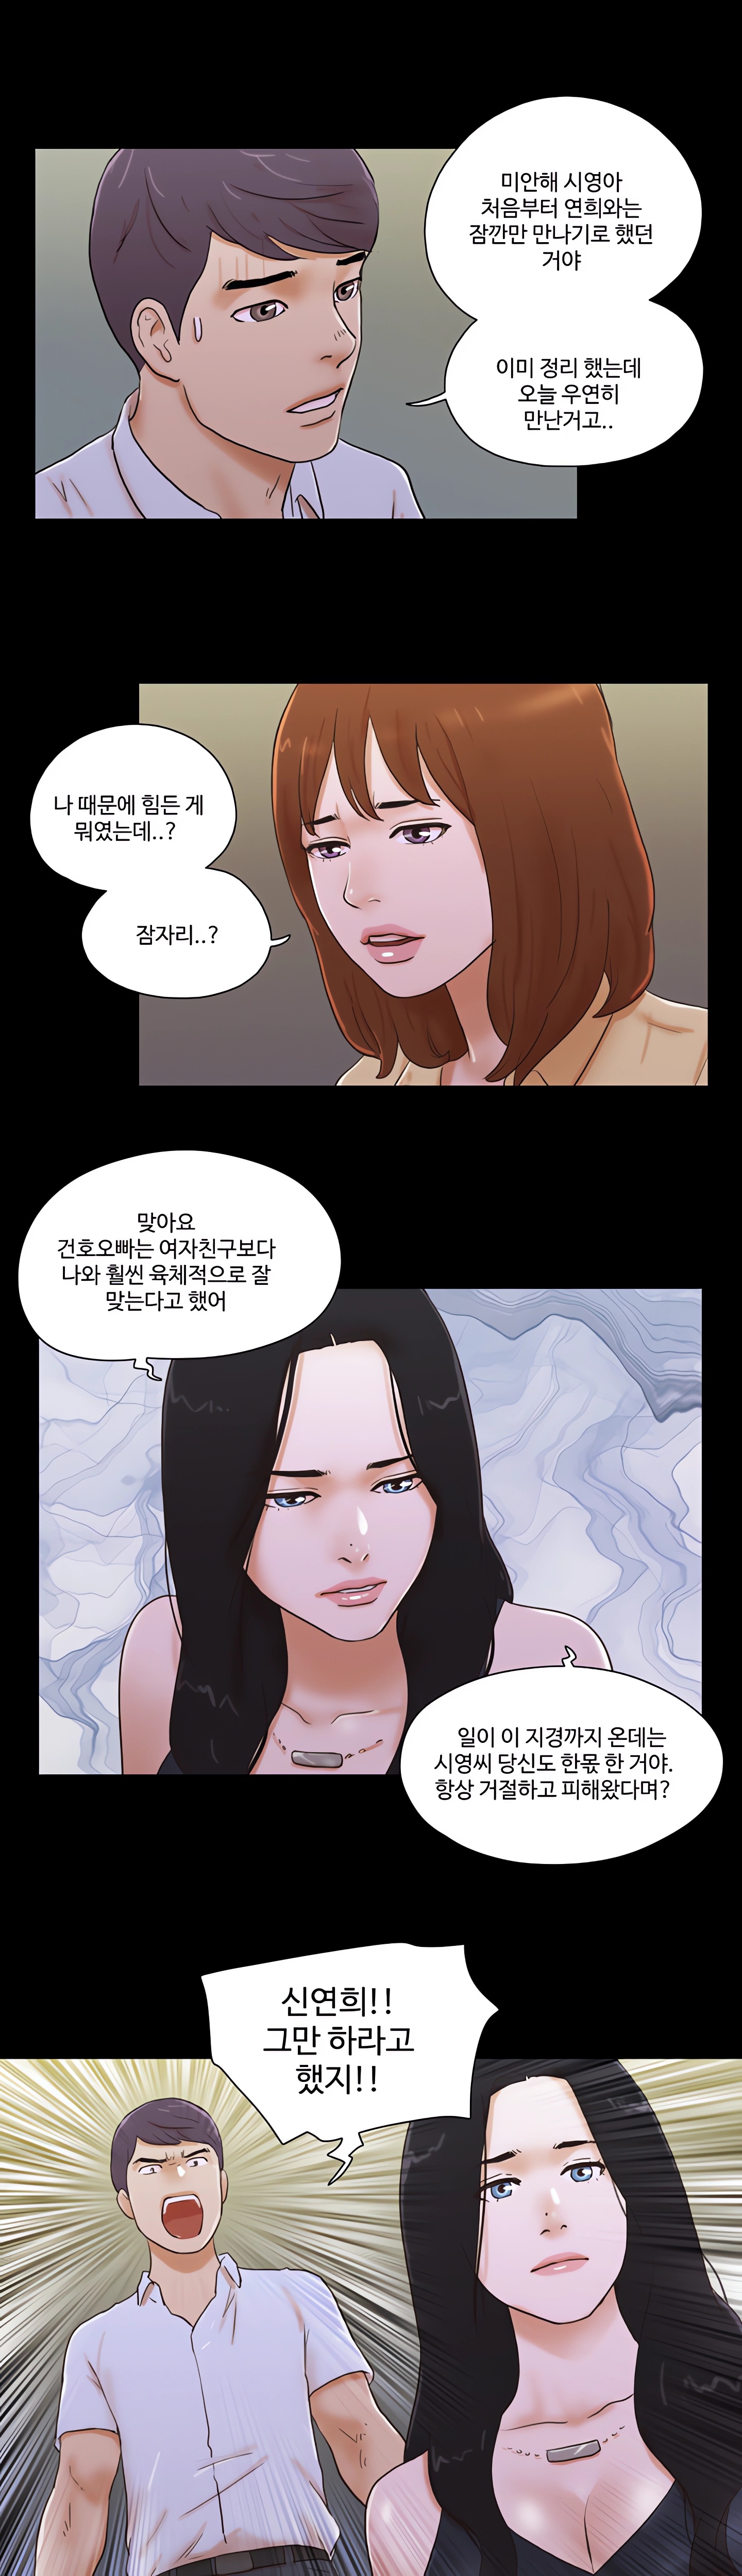 미안해 시영아
처음부터 연희와는
잠깐만 만나기로 했던
거야
이미 정리 했는데
오늘 우연히
만난거고..
나 때문에 힘든 게
뭐였는데..?
잠자리..?
맞아요
건호오빠는 여자친구보다
나와 훨씬 육체적으로 잘
맞는다고 했어
일이 이 지경까지 온데는
시영씨 당신도 한몫 한 거야.
항상 거절하고 피해왔다며?
신연희!!
그만 하라고
했지!!